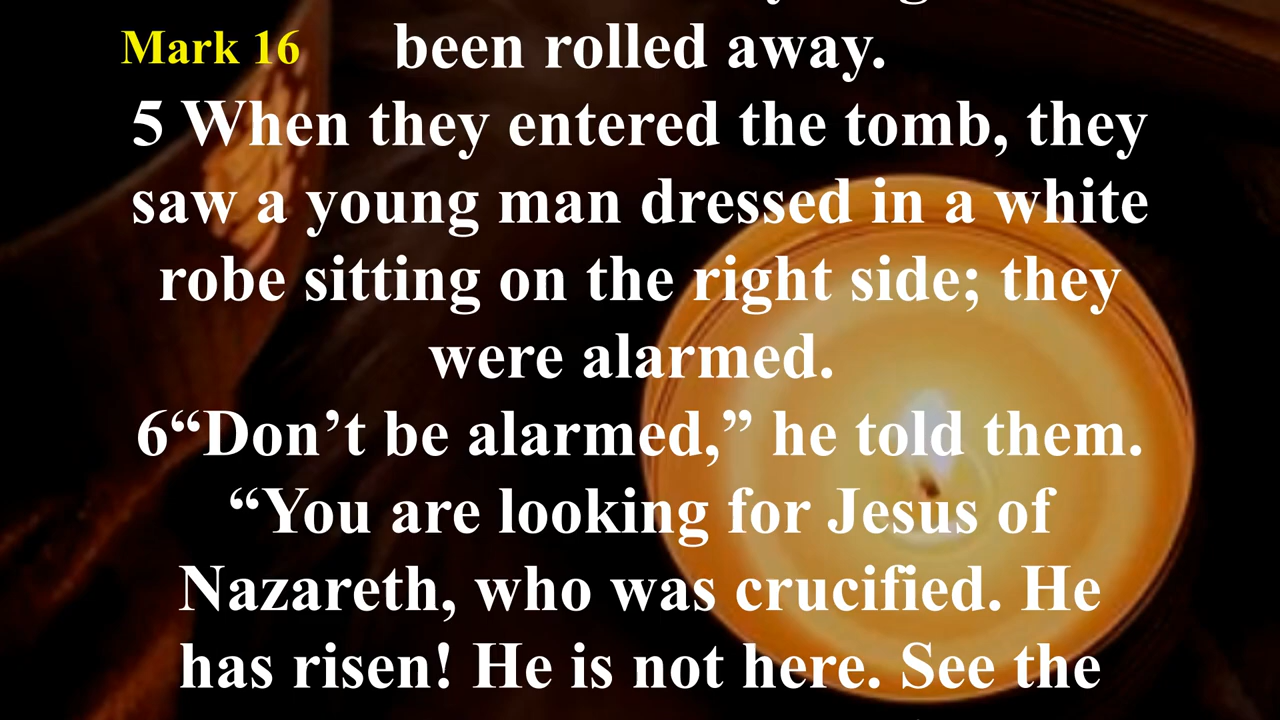 Mark 16
been rolled away.
5 When they entered the tomb, they
saw a young man dressed in a white
robe sitting on the right side; they
were alarmed.
6“Don’t be alarmed,” he told them.
“You are looking for Jesus of
Nazareth, who was crucified. He
has risen! He is not here. See the